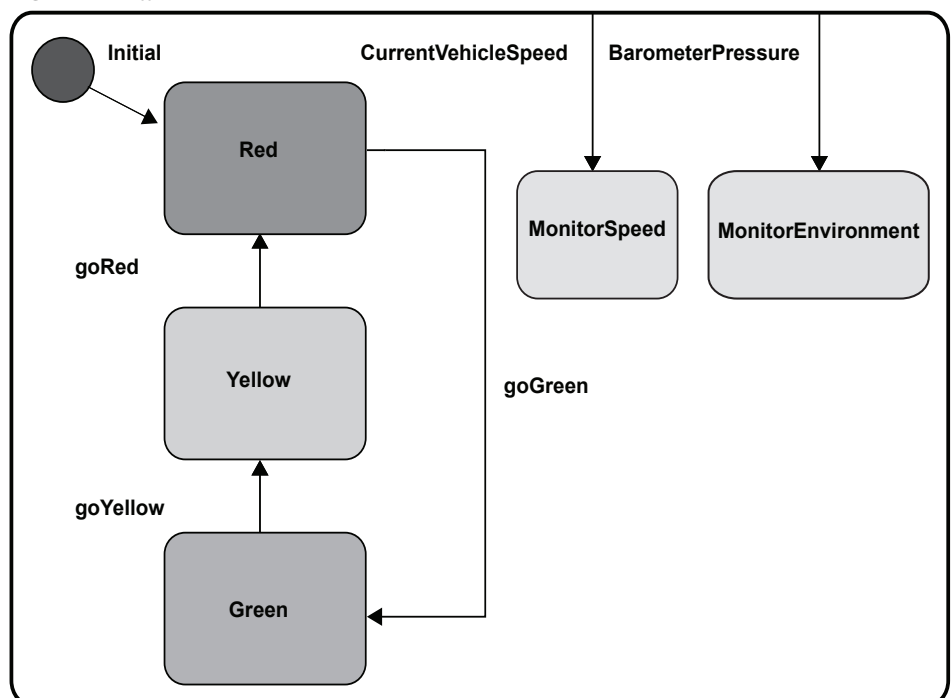 Initial
CurrentVehicleSpeed
BarometerPressure
Red
MonitorSpeed
MonitorEnvironment
goRed
Yellow
goGreen
goYellow
Green